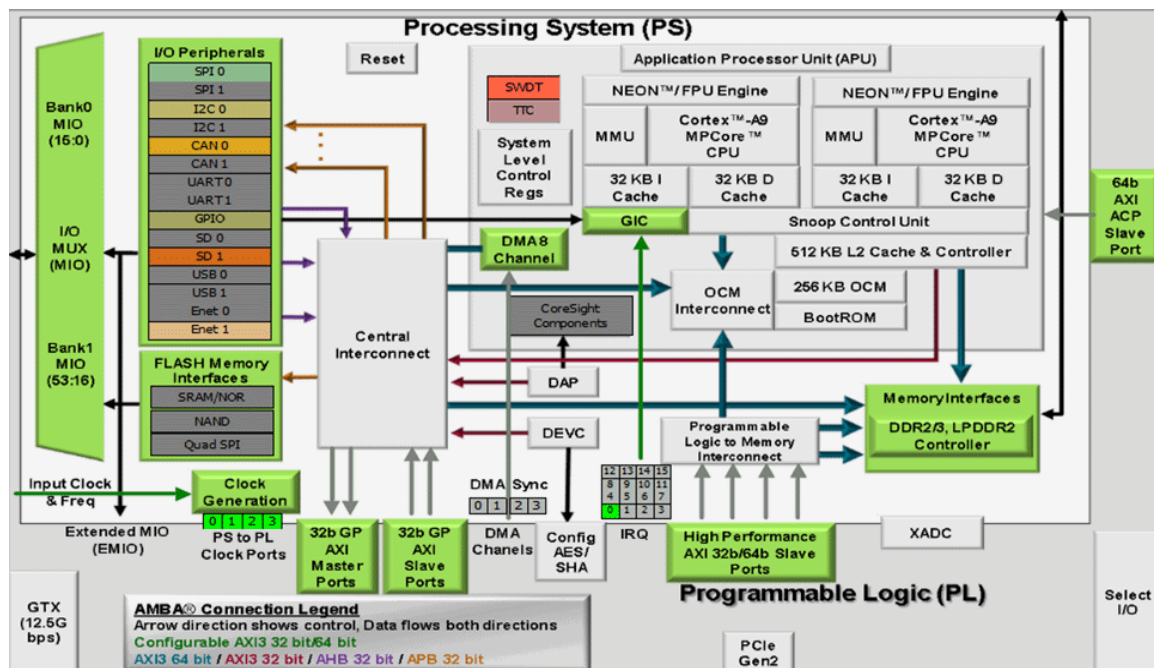 Processing System (PS)
I/O Peripherals
SPI 0
SPI 1
I2C 0
I2C 1
CAN 0
CAN 1
UART 0
UART 1
GPIO
SD 0
SD 1
USB 0
USB 1
Enet 0
Enet 1
Bank0
MIO
(15:0)
I/O
MUX
(MIO)
Bank1
MIO
(53:16)
FLASH Memory
Interfaces
SRAM/NOR
NAND
Quad SPI
Input Clock
& Freq
Clock
Generation
0 1 2 3
PS to PL
Clock Ports
Extended MIO
(EMIO)
Reset
Central
Interconnect
Application Processor Unit (APU)
SWDT
TTC
System
Level
Control
Regs
NEON™/ FPU Engine
MMU
Cortex™-A9
MPCore™
CPU
32 KB I
Cache
32 KB D
Cache
NEON™/ FPU Engine
MMU
Cortex™-A9
MPCore™
CPU
32 KB I
Cache
32 KB D
Cache
GIC
Snoop Control Unit
DMA8
Channel
512 KB L2 Cache & Controller
OCM
Interconnect
256 KB OCM
BootROM
CoreSight
Components
DAP
DEVC
Programmable
Logic to Memory
Interconnect
Memory Interfaces
DDR2/3, LPDDR2
Controller
64b
AXI
ACP
Slave
Port
DMA Sync
0 1 2 3
DMA
Channels
12 13 14 15
8 9 10 11
4 5 6 7
0 1 2 3
IRQ
32b GP
AXI
Master
Ports
32b GP
AXI
Slave
Ports
Config
AES/
SHA
High Performance
AXI 32b/64b Slave
Ports
XADC
Programmable Logic (PL)
GTX
(12.5G
bps)
AMBA® Connection Legend
Arrow direction shows control, Data flows both directions
Configurable AXI3 32 bit/64 bit
AXI3 64 bit / AXI3 32 bit / AHB 32 bit / APB 32 bit
PCIe
Gen2
Select
I/O